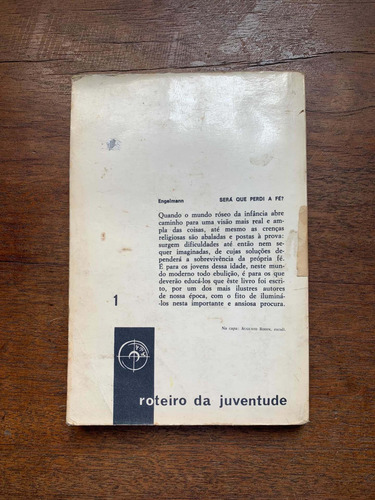 Engelmann SERÁ QUE PERDI A FÉ?
Quando o mundo róseo da infância abre
caminho para uma visão mais real e am-
pla das coisas, até mesmo as crenças
religiosas são abaladas e postas à prova:
surgem dificuldades até então nem se-
quer imaginadas, de cujas soluções de-
penderá a sobrevivência da própria fé.
E para os jovens dessa idade, neste mun-
do moderno todo ebulição, é para os que
deverão educá-los que êste livro foi escri-
to, por um dos mais ilustres autores
de nossa época, com o fito de iluminá-
-los nesta importante e ansiosa procura.
Na capa:
1
roteiro da juventude